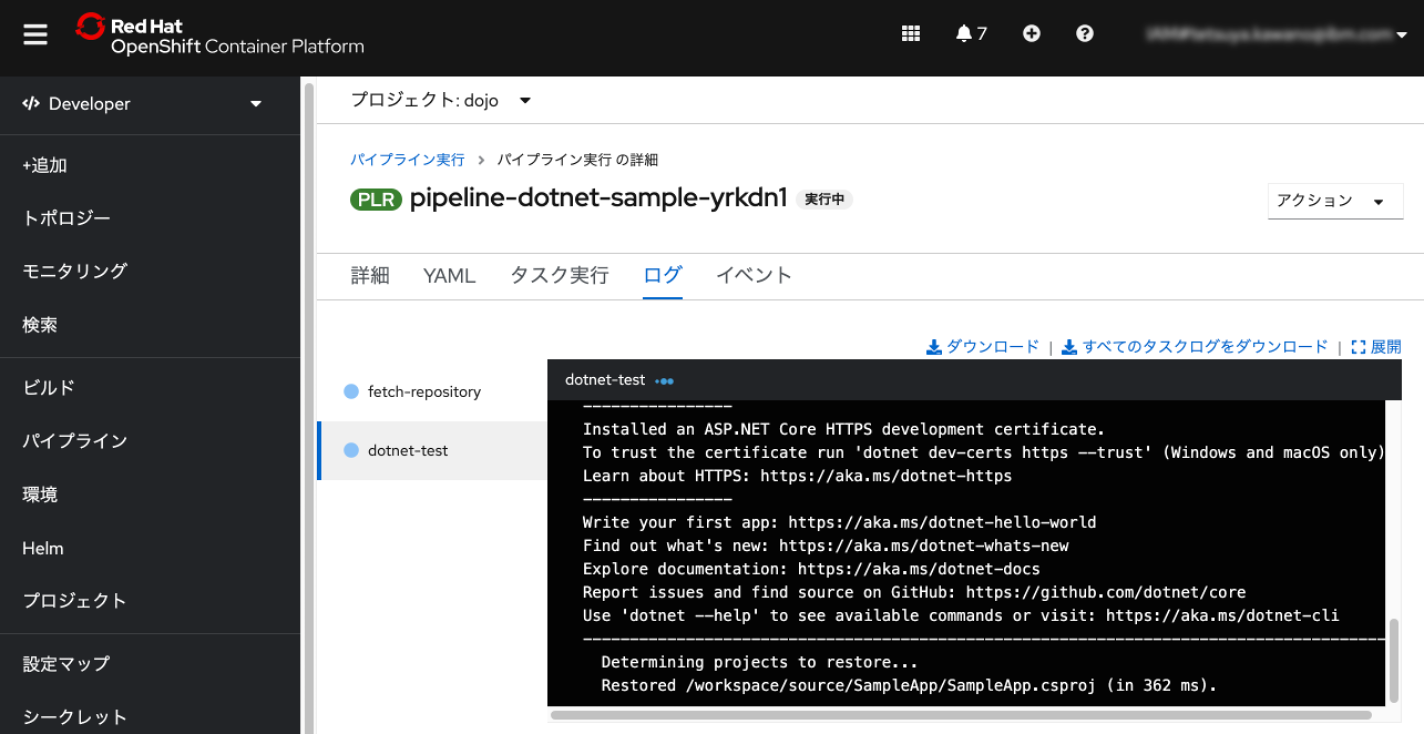 Red Hat
OpenShift Container Platform
7
Developer
プロジェクト: dojo
+追加
トポロジー
モニタリング
検索
ビルド
パイプライン
環境
Helm
プロジェクト
設定マップ
シークレット
パイプライン実行 > パイプライン実行 の詳細
PLR pipeline-dotnet-sample-yrkdn1 実行中
アクション
詳細 YAML タスク実行 ログ イベント
ダウンロード | すべてのタスクログをダウンロード | 展開
fetch-repository
dotnet-test
dotnet-test
----------------
Installed an ASP.NET Core HTTPS development certificate.
To trust the certificate run 'dotnet dev-certs https --trust' (Windows and macOS only)
Learn about HTTPS: https://aka.ms/dotnet-https
----------------
Write your first app: https://aka.ms/dotnet-hello-world
Find out what's new: https://aka.ms/dotnet-whats-new
Explore documentation: https://aka.ms/dotnet-docs
Report issues and find source on GitHub: https://github.com/dotnet/core
Use 'dotnet --help' to see available commands or visit: https://aka.ms/dotnet-cli
--------------------------------------------------------------------------------------
Determining projects to restore...
Restored /workspace/source/SampleApp/SampleApp.csproj (in 362 ms).